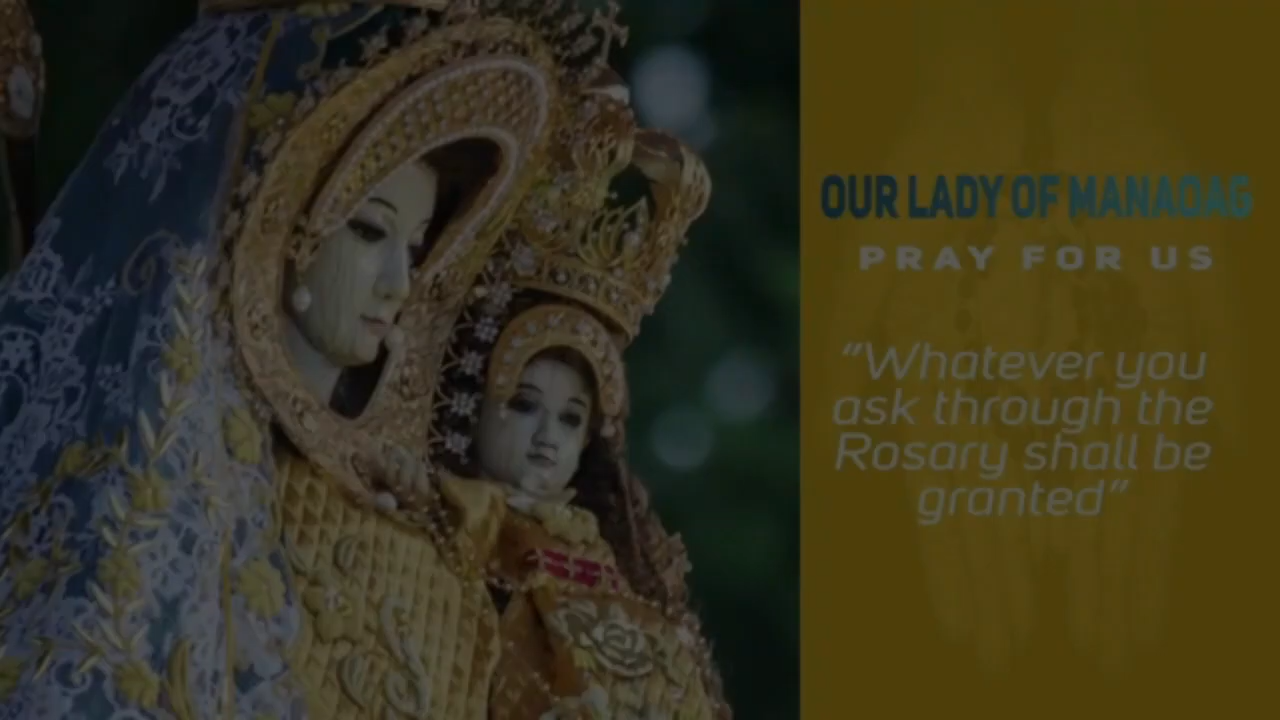 OUR LADY OF MANAOAG
PRAY FOR US
“Whatever you
ask through the
Rosary shall be
granted”